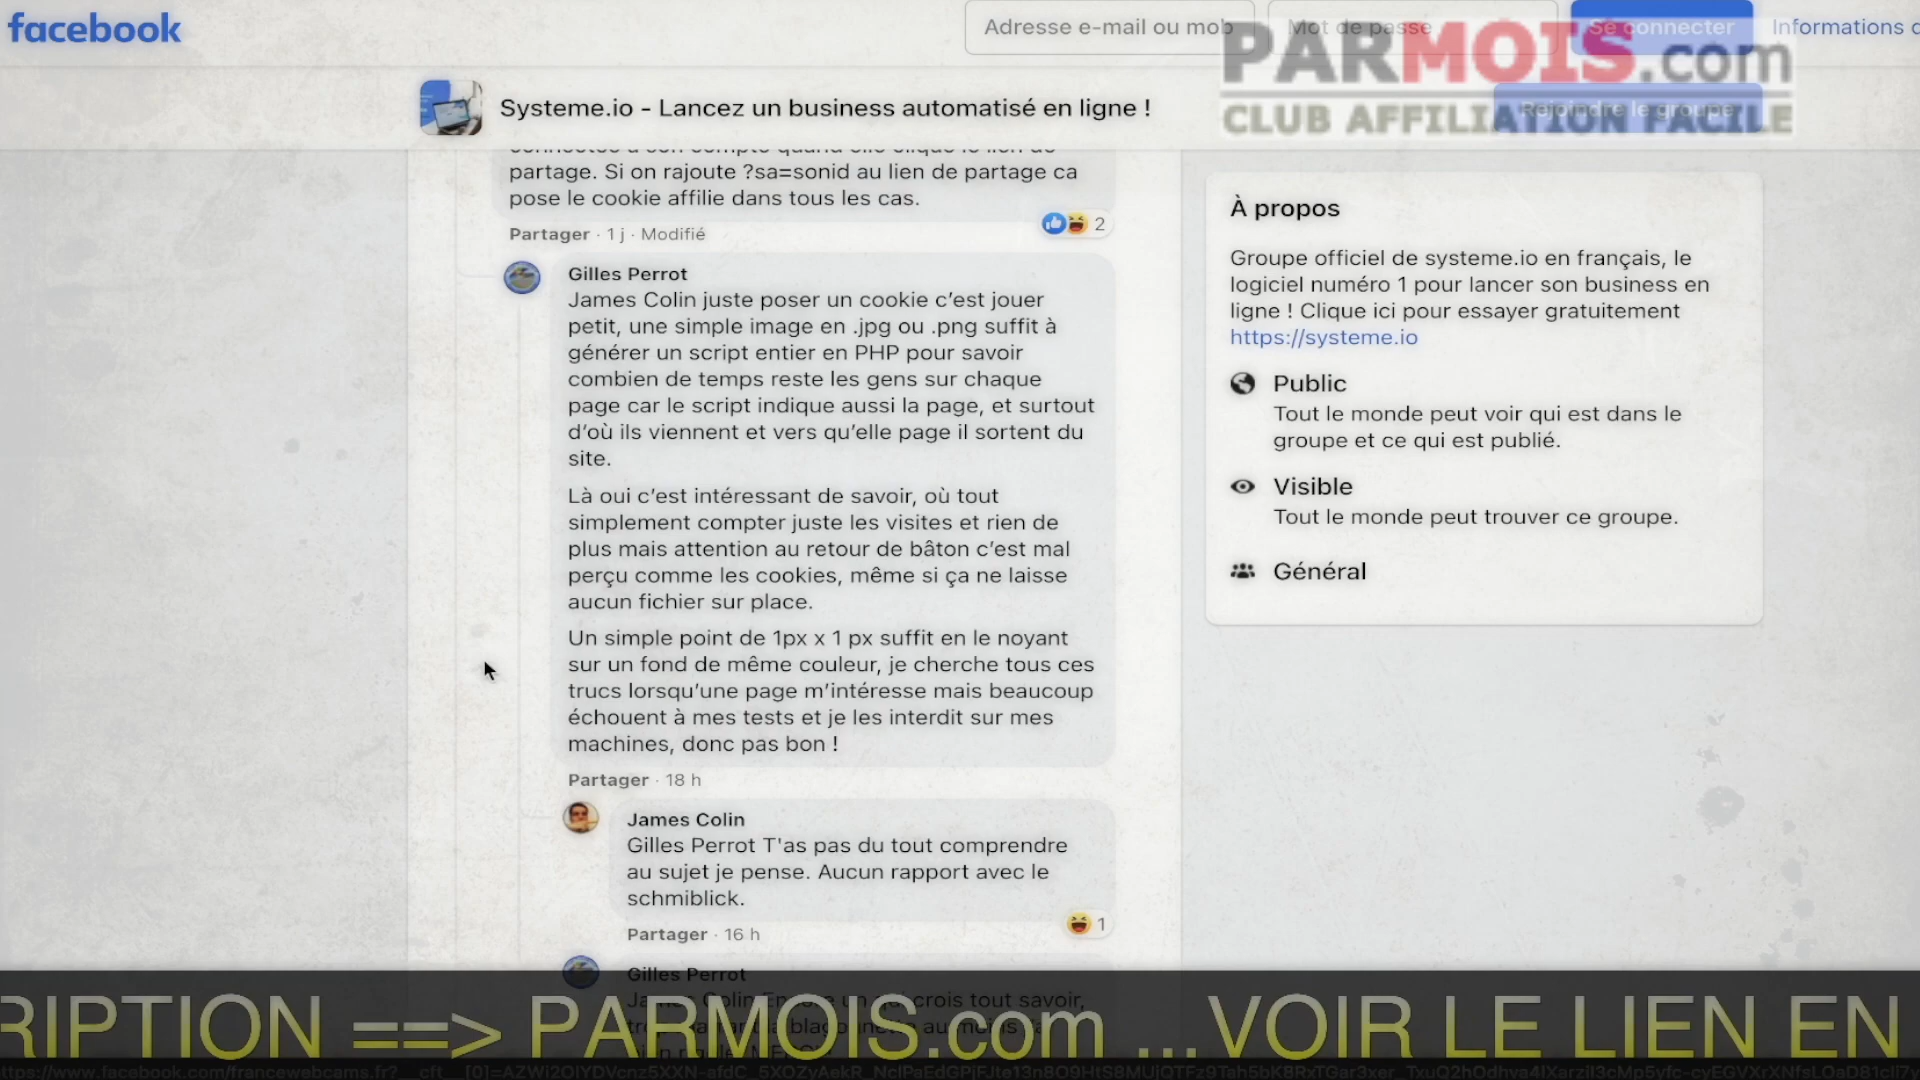 facebook
Adresse e-mail ou mob
Mot de passe
Se connecter
Informations
PARMOIS.com
CLUB AFFILIATION FACILE
Rejoindre le groupe
Systeme.io - Lancez un business automatisé en ligne !
partage. Si on rajoute ?sa=sonid au lien de partage ca
pose le cookie affilie dans tous les cas.
2
Partager · 1 j · Modifié
Gilles Perrot
James Colin juste poser un cookie c’est jouer
petit, une simple image en .jpg ou .png suffit à
générer un script entier en PHP pour savoir
combien de temps reste les gens sur chaque
page car le script indique aussi la page, et surtout
d’où ils viennent et vers qu’elle page il sortent du
site.
Là oui c’est intéressant de savoir, où tout
simplement compter juste les visites et rien de
plus mais attention au retour de bâton c’est mal
perçu comme les cookies, même si ça ne laisse
aucun fichier sur place.
Un simple point de 1px x 1 px suffit en le noyant
sur un fond de même couleur, je cherche tous ces
trucs lorsqu’une page m’intéresse mais beaucoup
échouent à mes tests et je les interdit sur mes
machines, donc pas bon !
Partager · 18 h
James Colin
Gilles Perrot T'as pas du tout comprendre
au sujet je pense. Aucun rapport avec le
schmiblick.
1
Partager · 16 h
Gilles Perrot
crois tout savoir,
À propos
Groupe officiel de systeme.io en français, le
logiciel numéro 1 pour lancer son business en
ligne ! Clique ici pour essayer gratuitement
https://systeme.io
Public
Tout le monde peut voir qui est dans le
groupe et ce qui est publié.
Visible
Tout le monde peut trouver ce groupe.
Général
RIPTION ==> PARMOIS.com ...VOIR LE LIEN EN